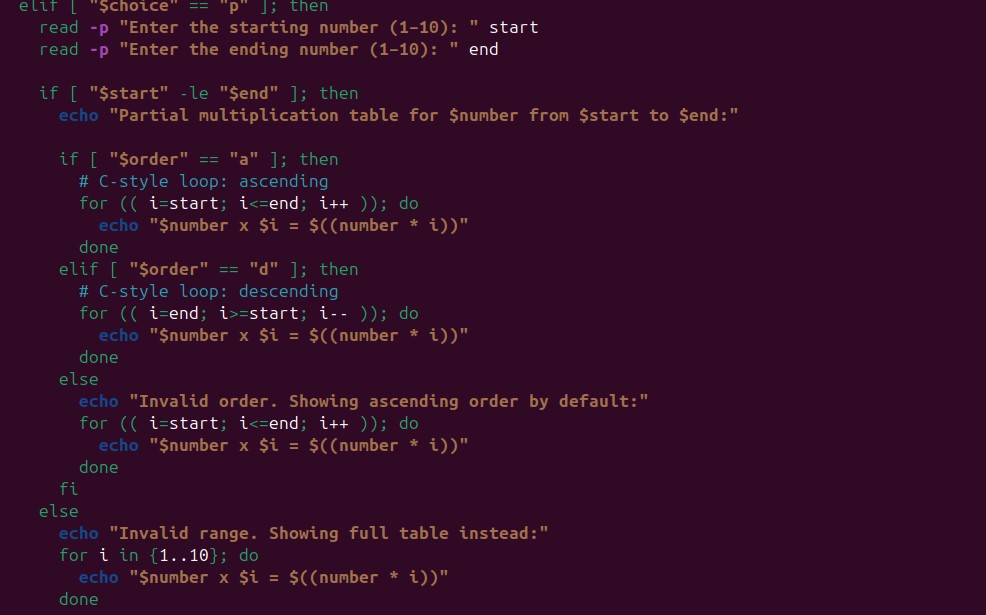 elif [ "$choice" == "p" ]; then
  read -p "Enter the starting number (1–10): " start
  read -p "Enter the ending number (1–10): " end

  if [ "$start" -le "$end" ]; then
    echo "Partial multiplication table for $number from $start to $end:"

    if [ "$order" == "a" ]; then
      # C-style loop: ascending
      for (( i=start; i<=end; i++ )); do
        echo "$number x $i = $((number * i))"
      done
    elif [ "$order" == "d" ]; then
      # C-style loop: descending
      for (( i=end; i>=start; i-- )); do
        echo "$number x $i = $((number * i))"
      done
    else
      echo "Invalid order. Showing ascending order by default:"
      for (( i=start; i<=end; i++ )); do
        echo "$number x $i = $((number * i))"
      done
    fi
  else
    echo "Invalid range. Showing full table instead:"
    for i in {1..10}; do
      echo "$number x $i = $((number * i))"
    done